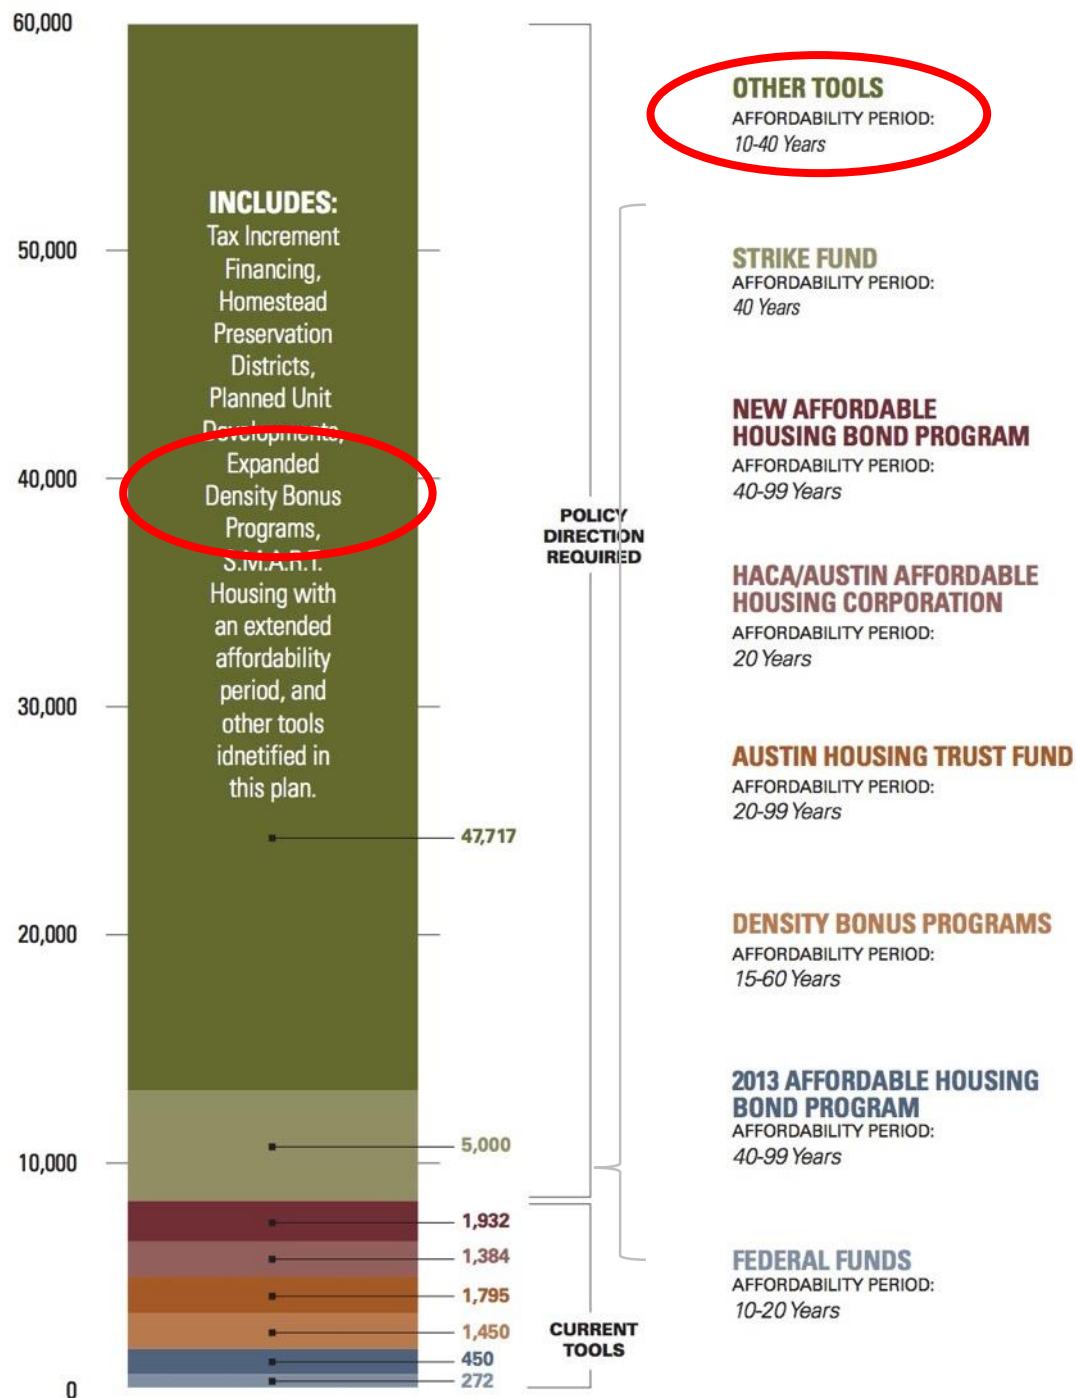 60,000
50,000
40,000
30,000
20,000
10,000
0
INCLUDES:
Tax Increment
Financing,
Homestead
Preservation
Districts,
Planned Unit
Developments,
Expanded
Density Bonus
Programs,
S.M.A.R.T.
Housing with
an extended
affordability
period, and
other tools
idnetified in
this plan.
47,717
5,000
1,932
1,384
1,795
1,450
450
272
POLICY
DIRECTION
REQUIRED
CURRENT
TOOLS
OTHER TOOLS
AFFORDABILITY PERIOD:
10-40 Years
STRIKE FUND
AFFORDABILITY PERIOD:
40 Years
NEW AFFORDABLE
HOUSING BOND PROGRAM
AFFORDABILITY PERIOD:
40-99 Years
HACA/AUSTIN AFFORDABLE
HOUSING CORPORATION
AFFORDABILITY PERIOD:
20 Years
AUSTIN HOUSING TRUST FUND
AFFORDABILITY PERIOD:
20-99 Years
DENSITY BONUS PROGRAMS
AFFORDABILITY PERIOD:
15-60 Years
2013 AFFORDABLE HOUSING
BOND PROGRAM
AFFORDABILITY PERIOD:
40-99 Years
FEDERAL FUNDS
AFFORDABILITY PERIOD:
10-20 Years